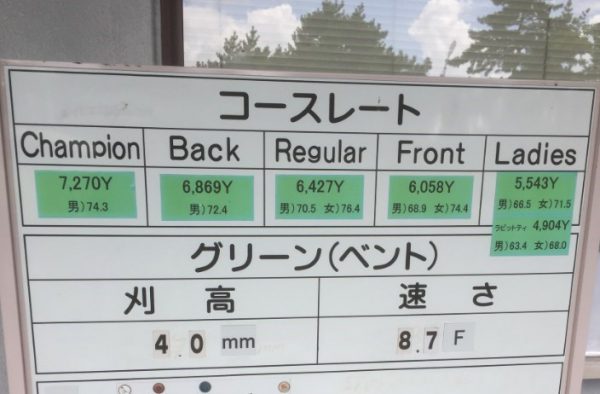 コースレート
Champion Back Regular Front Ladies
7,270Y 6,869Y 6,427Y 6,058Y 5,543Y
男)74.3 男)72.4 男)70.5 女)76.4 男)68.9 女)74.4 男)66.5 女)71.5
ラビットティ 4,904Y
男)63.4 女)68.0
グリーン(ベント)
刈高 速さ
4.0 mm 8.7 F